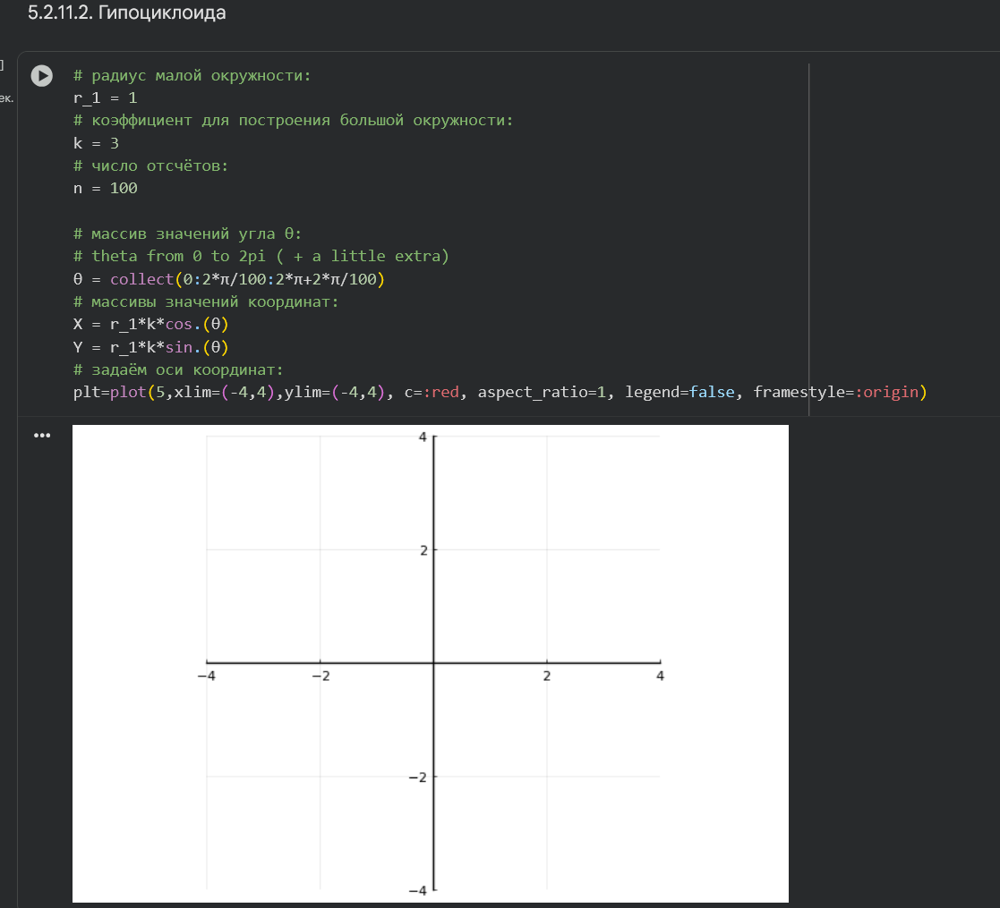 5.2.11.2. Гипоциклоида
]
ек.
# радиус малой окружности:
r_1 = 1
# коэффициент для построения большой окружности:
k = 3
# число отсчётов:
n = 100
# массив значений угла θ:
# theta from 0 to 2pi ( + a little extra)
θ = collect(0:2*π/100:2*π+2*π/100)
# массивы значений координат:
X = r_1*k*cos.(θ)
Y = r_1*k*sin.(θ)
# задаём оси координат:
plt=plot(5,xlim=(-4,4),ylim=(-4,4), c=:red, aspect_ratio=1, legend=false, framestyle=:origin)
4
2
−4 −2 2 4
−2
−4